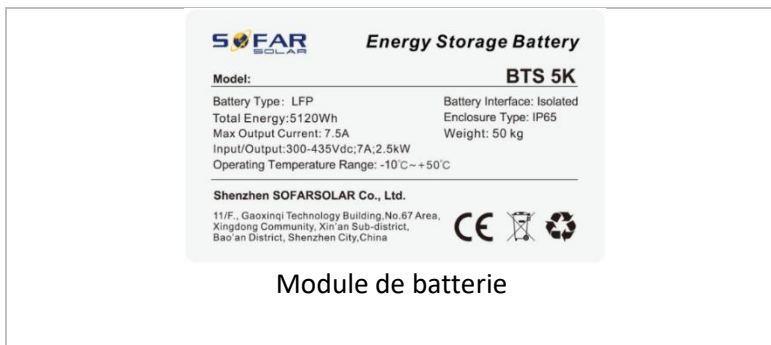 SOFAR
SOLAR
Energy Storage Battery
Model:
BTS 5K
Battery Type: LFP
Battery Interface: Isolated
Total Energy:5120Wh
Enclosure Type: IP65
Max Output Current: 7.5A
Weight: 50 kg
Input/Output:300-435Vdc;7A;2.5kW
Operating Temperature Range: -10℃~+50℃
Shenzhen SOFARSOLAR Co., Ltd.
11/F., Gaoxinqi Technology Building,No.67 Area,
Xingdong Community, Xin'an Sub-district,
Bao'an District, Shenzhen City,China
CE
Module de batterie